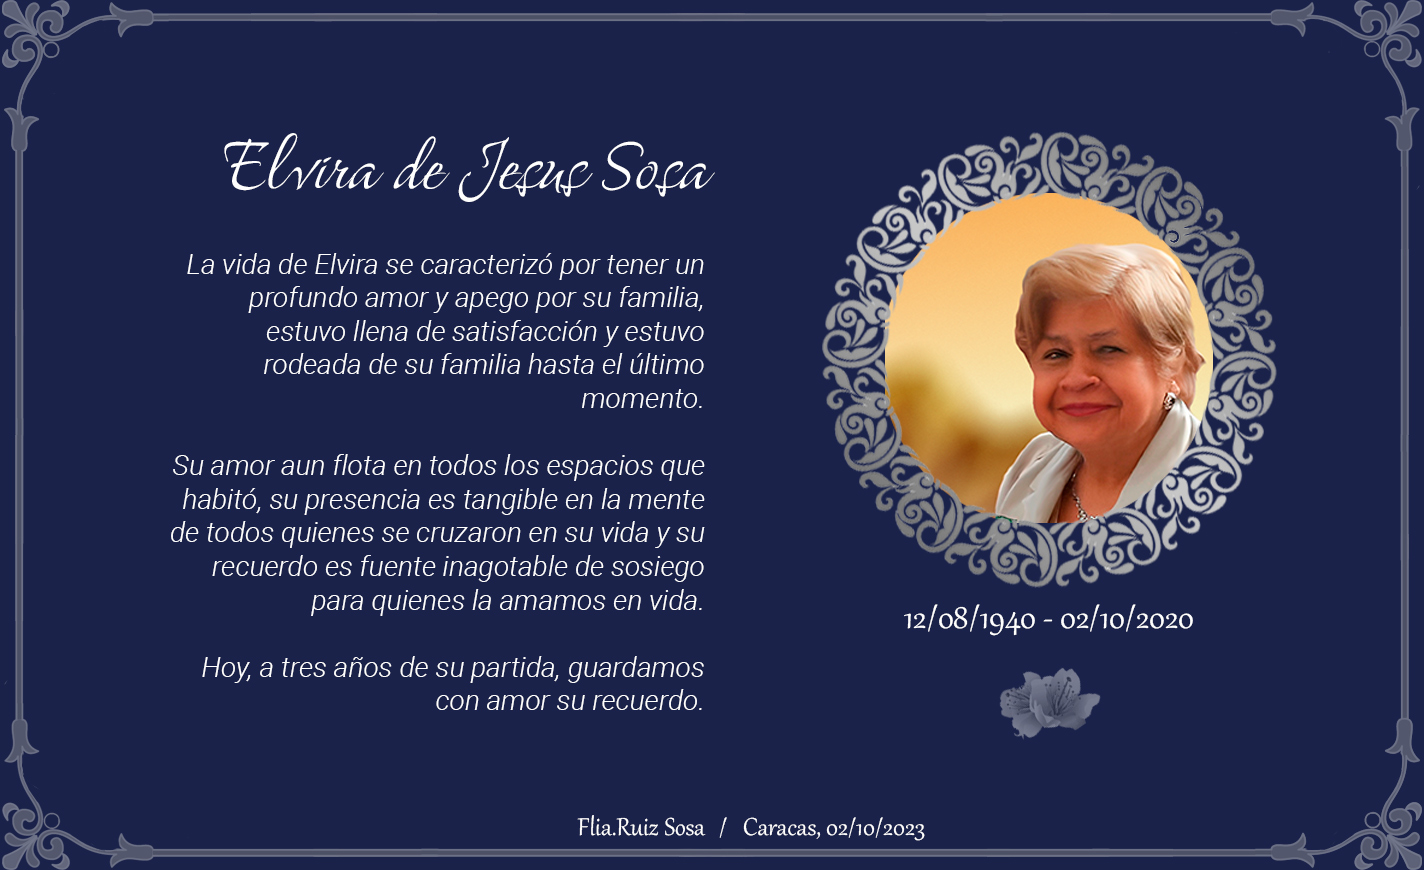 Elvira de Jesus Sosa
La vida de Elvira se caracterizó por tener un
profundo amor y apego por su familia,
estuvo llena de satisfacción y estuvo
rodeada de su familia hasta el último
momento.
Su amor aun flota en todos los espacios que
habitó, su presencia es tangible en la mente
de todos quienes se cruzaron en su vida y su
recuerdo es fuente inagotable de sosiego
para quienes la amamos en vida.
Hoy, a tres años de su partida, guardamos
con amor su recuerdo.
12/08/1940 - 02/10/2020
Flia.Ruiz Sosa / Caracas, 02/10/2023